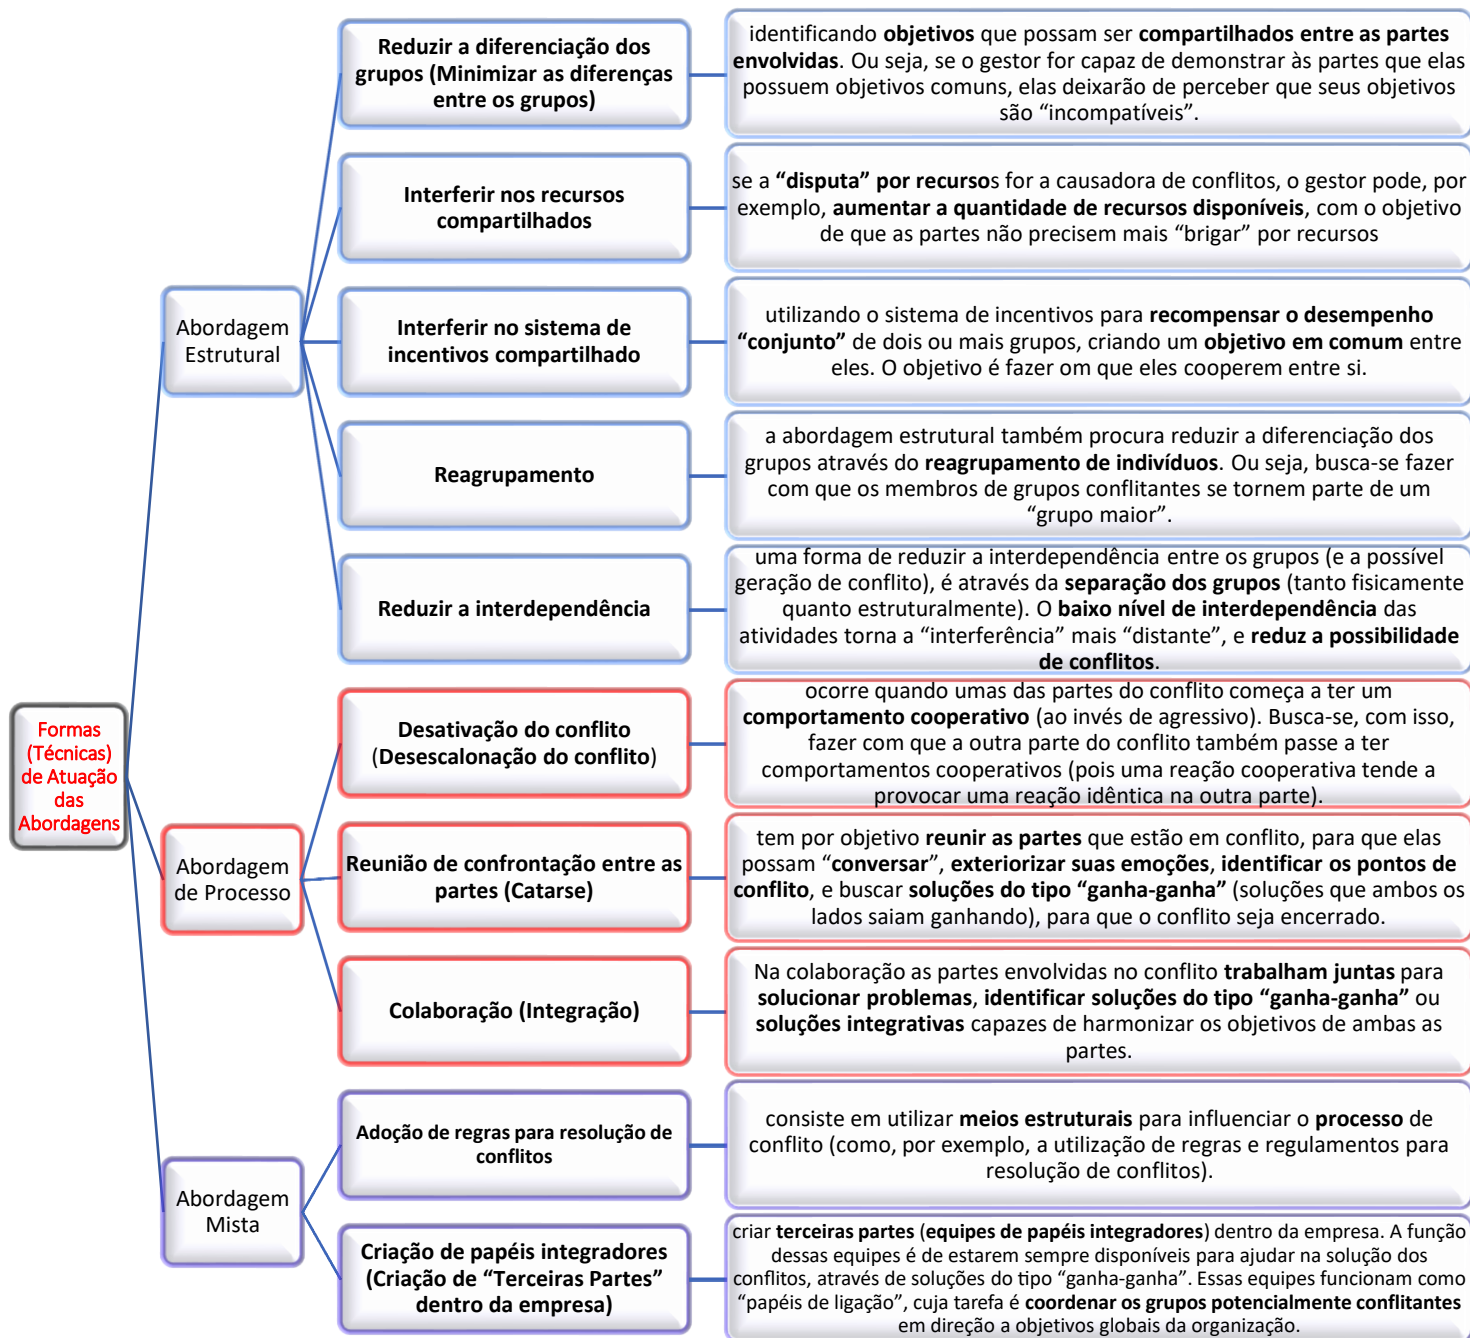 Formas
(Técnicas)
de Atuação
das
Abordagens
Abordagem
Estrutural
Reduzir a diferenciação dos
grupos (Minimizar as diferenças
entre os grupos)
identificando objetivos que possam ser compartilhados entre as partes
envolvidas. Ou seja, se o gestor for capaz de demonstrar às partes que elas
possuem objetivos comuns, elas deixarão de perceber que seus objetivos
são “incompatíveis”.
Interferir nos recursos
compartilhados
se a “disputa” por recursos for a causadora de conflitos, o gestor pode, por
exemplo, aumentar a quantidade de recursos disponíveis, com o objetivo
de que as partes não precisem mais “brigar” por recursos
Interferir no sistema de
incentivos compartilhado
utilizando o sistema de incentivos para recompensar o desempenho
“conjunto” de dois ou mais grupos, criando um objetivo em comum entre
eles. O objetivo é fazer om que eles cooperem entre si.
Reagrupamento
a abordagem estrutural também procura reduzir a diferenciação dos
grupos através do reagrupamento de indivíduos. Ou seja, busca-se fazer
com que os membros de grupos conflitantes se tornem parte de um
“grupo maior”.
Reduzir a interdependência
uma forma de reduzir a interdependência entre os grupos (e a possível
geração de conflito), é através da separação dos grupos (tanto fisicamente
quanto estruturalmente). O baixo nível de interdependência das
atividades torna a “interferência” mais “distante”, e reduz a possibilidade
de conflitos.
Abordagem
de Processo
Desativação do conflito
(Desescalonação do conflito)
ocorre quando umas das partes do conflito começa a ter um
comportamento cooperativo (ao invés de agressivo). Busca-se, com isso,
fazer com que a outra parte do conflito também passe a ter
comportamentos cooperativos (pois uma reação cooperativa tende a
provocar uma reação idêntica na outra parte).
Reunião de confrontação entre as
partes (Catarse)
tem por objetivo reunir as partes que estão em conflito, para que elas
possam “conversar”, exteriorizar suas emoções, identificar os pontos de
conflito, e buscar soluções do tipo “ganha-ganha” (soluções que ambos os
lados saiam ganhando), para que o conflito seja encerrado.
Colaboração (Integração)
Na colaboração as partes envolvidas no conflito trabalham juntas para
solucionar problemas, identificar soluções do tipo “ganha-ganha” ou
soluções integrativas capazes de harmonizar os objetivos de ambas as
partes.
Abordagem
Mista
Adoção de regras para resolução de
conflitos
consiste em utilizar meios estruturais para influenciar o processo de
conflito (como, por exemplo, a utilização de regras e regulamentos para
resolução de conflitos).
Criação de papéis integradores
(Criação de “Terceiras Partes”
dentro da empresa)
criar terceiras partes (equipes de papéis integradores) dentro da empresa. A função
dessas equipes é de estarem sempre disponíveis para ajudar na solução dos
conflitos, através de soluções do tipo “ganha-ganha”. Essas equipes funcionam como
“papéis de ligação”, cuja tarefa é coordenar os grupos potencialmente conflitantes
em direção a objetivos globais da organização.